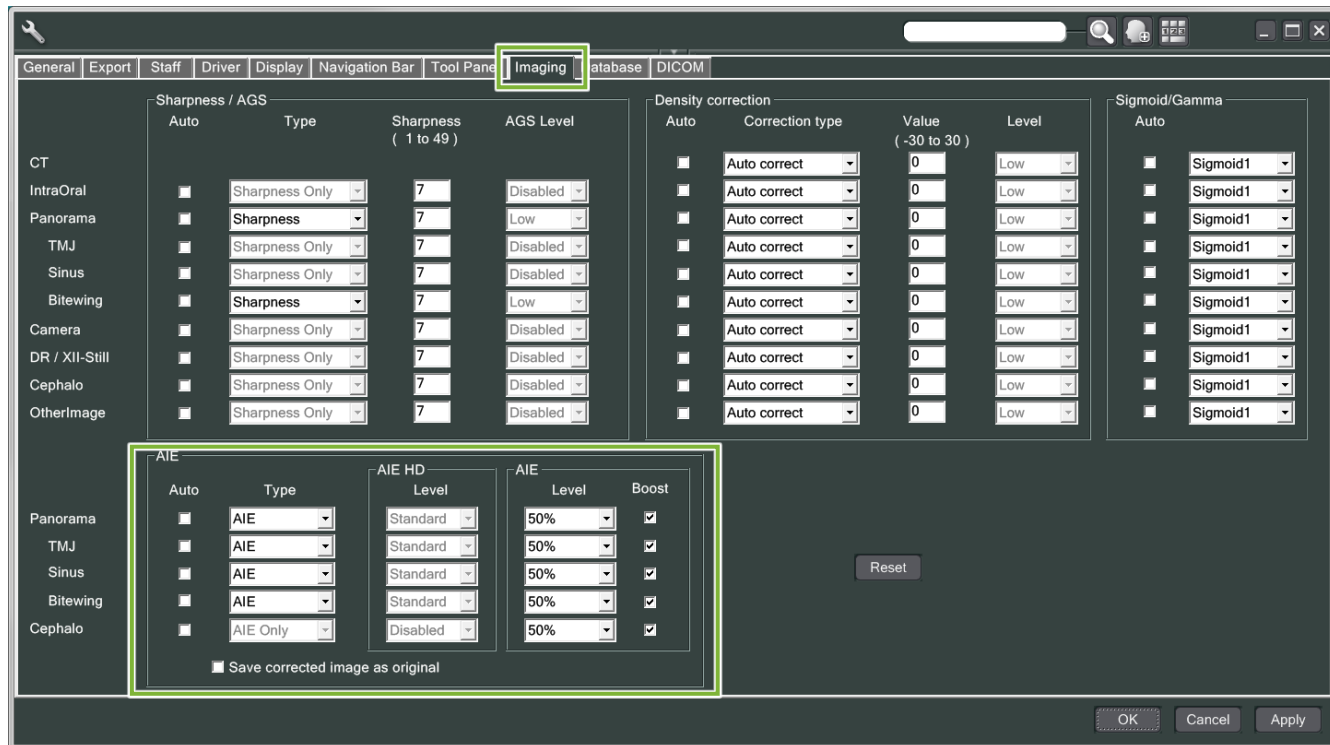 General Export Staff Driver Display Navigation Bar Tool Pane Imaging atabase DICOM
Sharpness / AGS Density correction Sigmoid/Gamma
Auto Type Sharpness AGS Level Auto Correction type Value Level Auto
( 1 to 49 ) ( -30 to 30 )
CT Auto correct 0 Low Sigmoid1
IntraOral Sharpness Only 7 Disabled Auto correct 0 Low Sigmoid1
Panorama Sharpness 7 Low Auto correct 0 Low Sigmoid1
TMJ Sharpness Only 7 Disabled Auto correct 0 Low Sigmoid1
Sinus Sharpness Only 7 Disabled Auto correct 0 Low Sigmoid1
Bitewing Sharpness 7 Low Auto correct 0 Low Sigmoid1
Camera Sharpness Only 7 Disabled Auto correct 0 Low Sigmoid1
DR / XII-Still Sharpness Only 7 Disabled Auto correct 0 Low Sigmoid1
Cephalo Sharpness Only 7 Disabled Auto correct 0 Low Sigmoid1
OtherImage Sharpness Only 7 Disabled Auto correct 0 Low Sigmoid1
AIE
AIE HD AIE
Auto Type Level Level Boost
Panorama AIE Standard 50%
TMJ AIE Standard 50%
Sinus AIE Standard 50% Reset
Bitewing AIE Standard 50%
Cephalo AIE Only Disabled 50%
Save corrected image as original
OK Cancel Apply